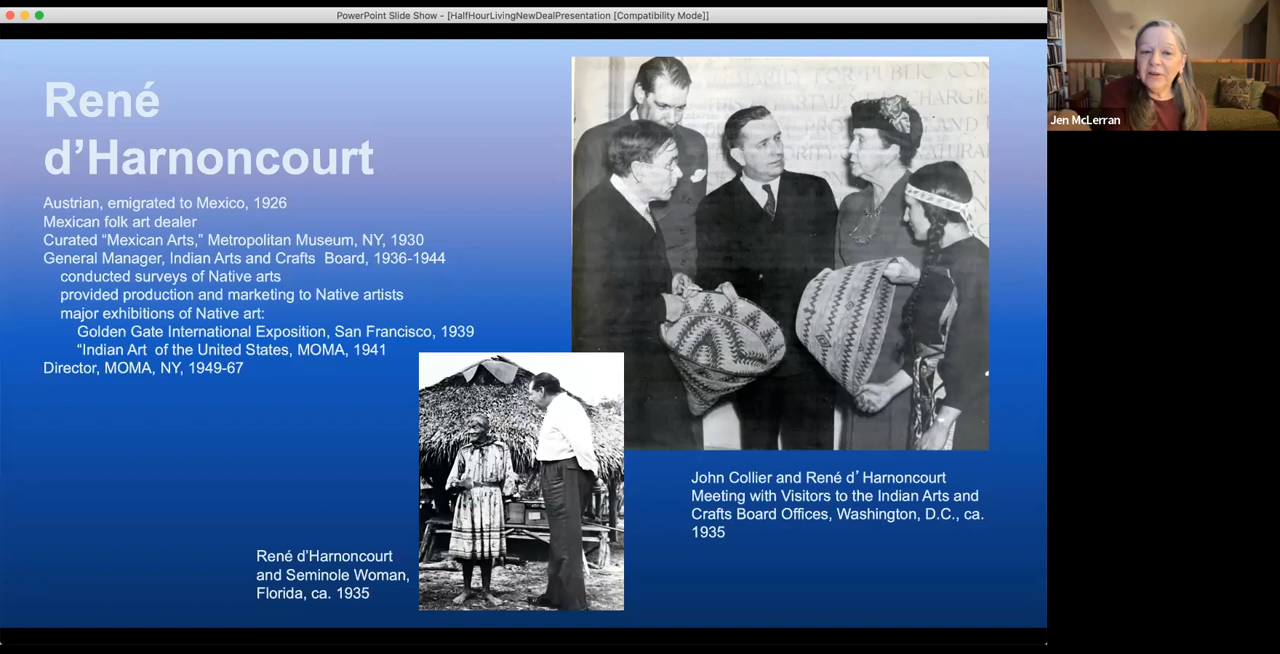 PowerPoint Slide Show - [HalfHourLivingNewDealPresentation [Compatibility Mode]]
René
d’Harnoncourt
Austrian, emigrated to Mexico, 1926
Mexican folk art dealer
Curated “Mexican Arts,” Metropolitan Museum, NY, 1930
General Manager, Indian Arts and Crafts Board, 1936-1944
conducted surveys of Native arts
provided production and marketing to Native artists
major exhibitions of Native art:
Golden Gate International Exposition, San Francisco, 1939
“Indian Art of the United States, MOMA, 1941
Director, MOMA, NY, 1949-67
FOR PUBLIC
CHARGE
AND
NATURAL
John Collier and René d’Harnoncourt
Meeting with Visitors to the Indian Arts and
Crafts Board Offices, Washington, D.C., ca.
1935
René d’Harnoncourt
and Seminole Woman,
Florida, ca. 1935
Jen McLerran